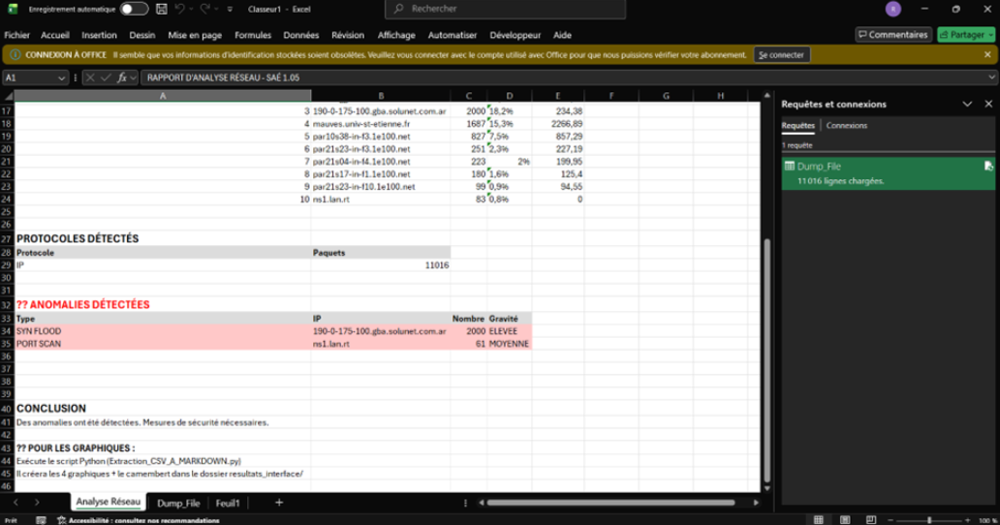 Enregistrement automatique Classeur1 - Excel Rechercher
Fichier Accueil Insertion Dessin Mise en page Formules Données Révision Affichage Automatiser Développeur Aide Commentaires Partager
CONNEXION À OFFICE Il semble que vos informations d'identification stockées soient obsolètes. Veuillez vous connecter avec le compte utilisé avec Office pour que nous puissions vérifier votre abonnement. Se connecter
A1 fx RAPPORT D'ANALYSE RÉSEAU - SAÉ 1.05
A B C D E F G H
17 3 190-0-175-100.gba.solunet.com.ar 2000 18,2% 234,38
18 4 mauves.univ-st-etienne.fr 1687 15,3% 2266,89
19 5 par10s38-in-f3.1e100.net 827 7,5% 857,29
20 6 par21s23-in-f3.1e100.net 251 2,3% 227,19
21 7 par21s04-in-f4.1e100.net 223 2% 199,95
22 8 par21s17-in-f1.1e100.net 180 1,6% 125,4
23 9 par21s23-in-f10.1e100.net 99 0,9% 94,55
24 10 ns1.lan.rt 83 0,8% 0
25
26
27 PROTOCOLES DÉTECTÉS
28 Protocole Paquets
29 IP 11016
30
31
32 ?? ANOMALIES DÉTECTÉES
33 Type IP Nombre Gravité
34 SYN FLOOD 190-0-175-100.gba.solunet.com.ar 2000 ELEVEE
35 PORT SCAN ns1.lan.rt 61 MOYENNE
36
37
38
39
40 CONCLUSION
41 Des anomalies ont été détectées. Mesures de sécurité nécessaires.
42
43 ?? POUR LES GRAPHIQUES :
44 Exécute le script Python (Extraction_CSV_A_MARKDOWN.py)
45 Il créera les 4 graphiques + le camembert dans le dossier resultats_interface/
46
Requêtes et connexions
Requêtes Connexions
1 requête
Dump_File
11 016 lignes chargées.
Analyse Réseau Dump_File Feuil1
Prêt Accessibilité : consultez nos recommandations 100 %